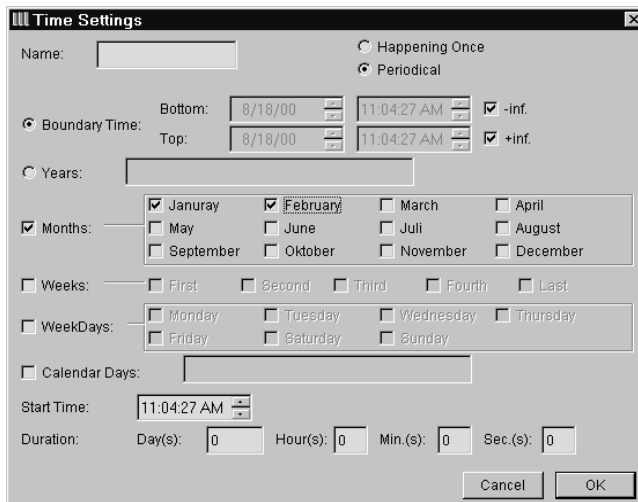 Time Settings
Name:
Happening Once
Periodical
Boundary Time:
Bottom: 8/18/00 11:04:27 AM -inf.
Top: 8/18/00 11:04:27 AM +inf.
Years:
Months:
Januray February March April
May June Juli August
September Oktober November December
Weeks: First Second Third Fourth Last
WeekDays:
Monday Tuesday Wednesday Thursday
Friday Saturday Sunday
Calendar Days:
Start Time: 11:04:27 AM
Duration: Day(s): 0 Hour(s): 0 Min.(s): 0 Sec.(s): 0
Cancel OK